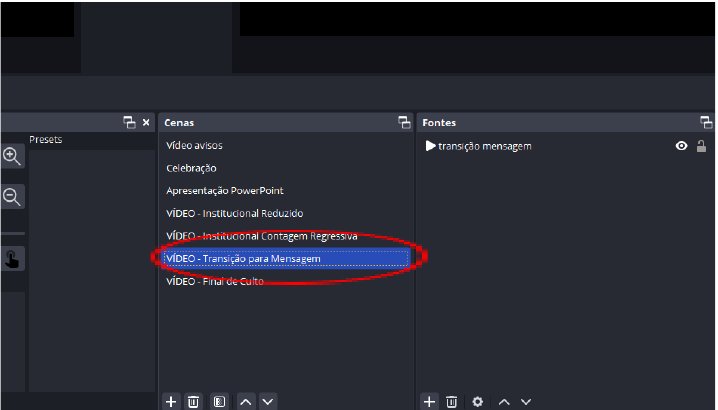 Presets
Cenas
Vídeo avisos
Celebração
Apresentação PowerPoint
VÍDEO - Institucional Reduzido
VÍDEO - Institucional Contagem Regressiva
VÍDEO - Transição para Mensagem
VÍDEO - Final de Culto
Fontes
transição mensagem